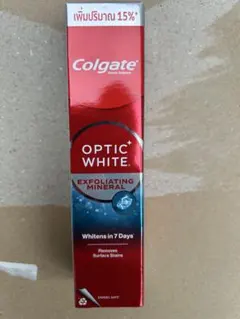 เพิ่มปริมาณ 15%*
Colgate
OPTIC+
WHITE
EXFOLIATING
MINERAL
Whitens in 7 Days*
Removes
Surface Stains